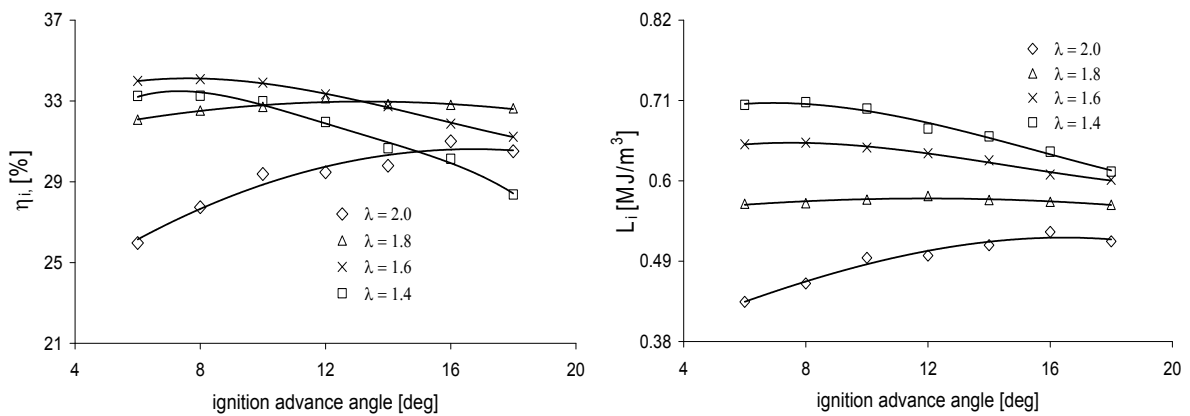 37
33
29
25
21
4
8
12
16
20
η i, [%]
ignition advance angle [deg]
λ = 2.0
λ = 1.8
λ = 1.6
λ = 1.4
0.82
0.71
0.6
0.49
0.38
4
8
12
16
20
L i [MJ/m³]
ignition advance angle [deg]
λ = 2.0
λ = 1.8
λ = 1.6
λ = 1.4